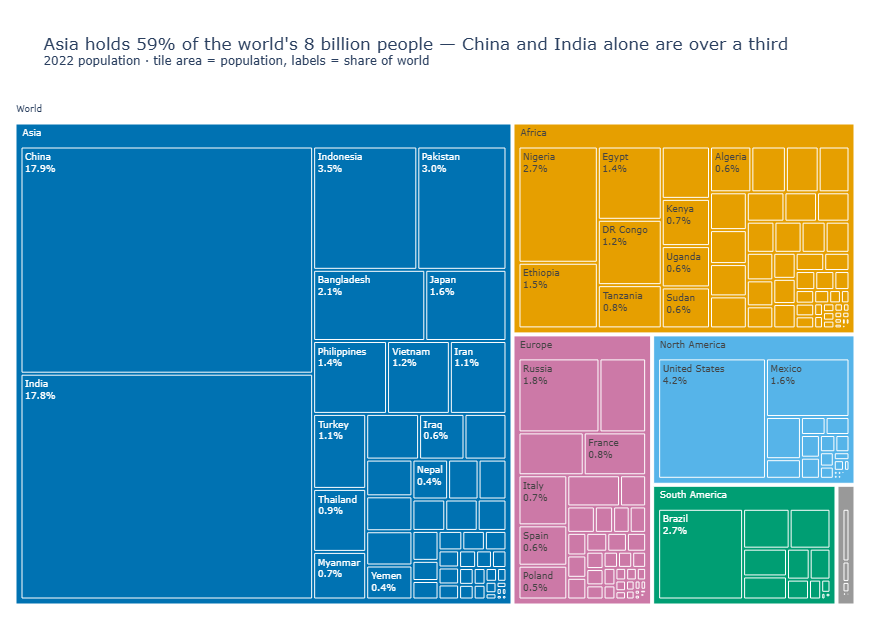 Asia holds 59% of the world's 8 billion people — China and India alone are over a third
2022 population · tile area = population, labels = share of world
World
Asia
China
17.9%
India
17.8%
Indonesia
3.5%
Pakistan
3.0%
Bangladesh
2.1%
Japan
1.6%
Philippines
1.4%
Vietnam
1.2%
Iran
1.1%
Turkey
1.1%
Iraq
0.6%
Nepal
0.4%
Thailand
0.9%
Myanmar
0.7%
Yemen
0.4%
Africa
Nigeria
2.7%
Ethiopia
1.5%
Egypt
1.4%
DR Congo
1.2%
Tanzania
0.8%
Kenya
0.7%
Uganda
0.6%
Sudan
0.6%
Algeria
0.6%
Europe
Russia
1.8%
France
0.8%
Italy
0.7%
Spain
0.6%
Poland
0.5%
North America
United States
4.2%
Mexico
1.6%
South America
Brazil
2.7%